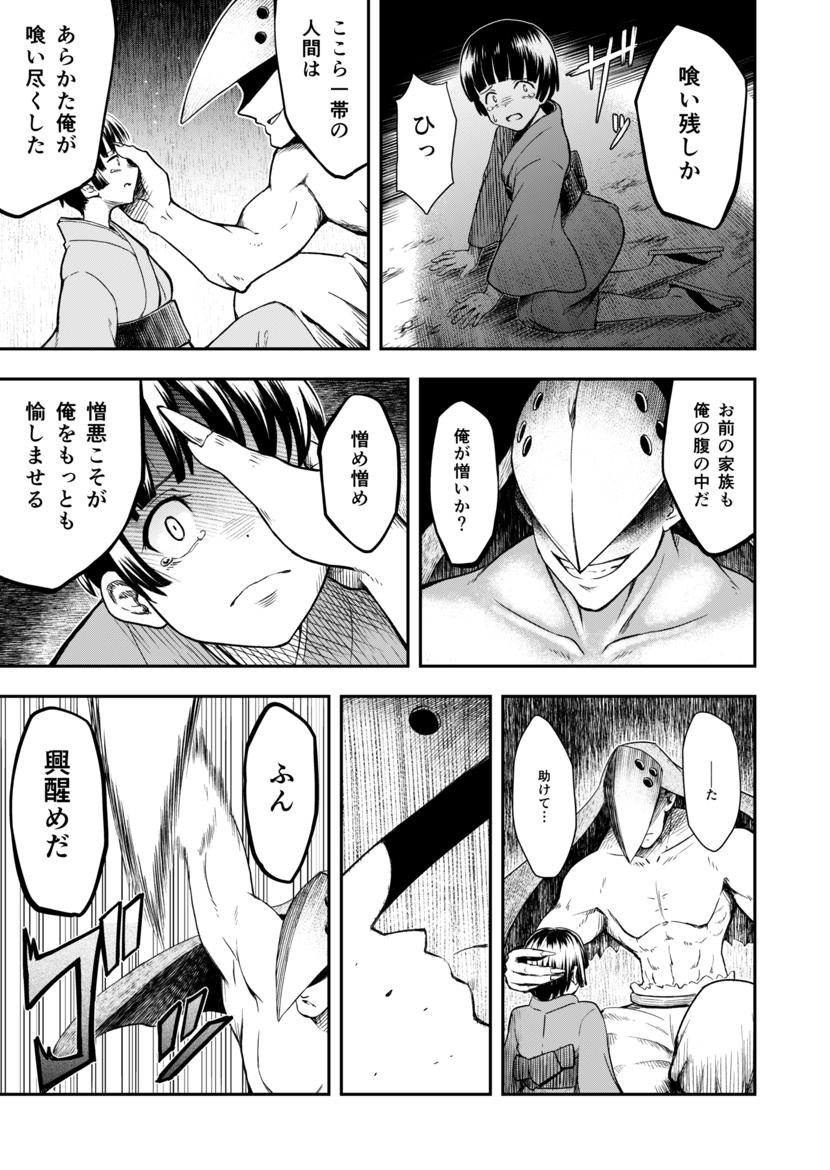 喰い残しか
ザッ
ひっ
ここら一帯の
人間は
あらかた俺が
喰い尽くした
お前の家族も
俺の腹の中だ
俺が憎いか？
憎め憎め
憎悪こそが
俺をもっとも
愉しませる
──た
助けて…
ふん
興醒めだ
グググ